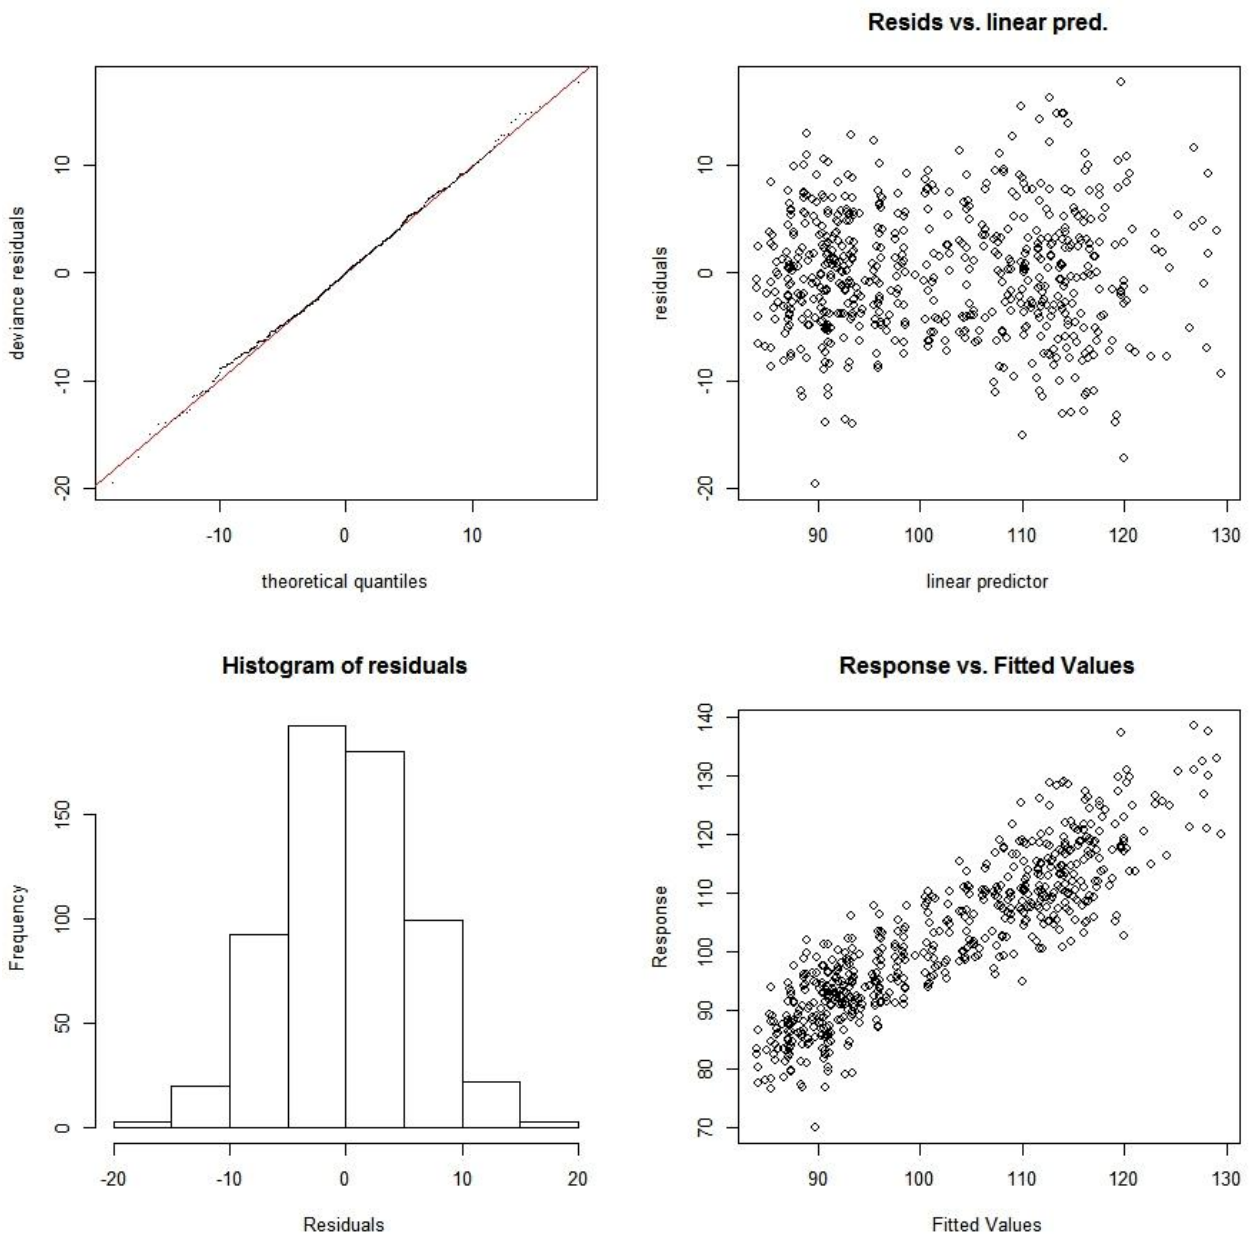 deviance residuals
10
0
-10
-20
-10 0 10
theoretical quantiles
Resids vs. linear pred.
residuals
10
0
-10
-20
90 100 110 120 130
linear predictor
Histogram of residuals
Frequency
150
100
50
0
-20 -10 0 10 20
Residuals
Response vs. Fitted Values
Response
140
130
120
110
100
90
80
70
90 100 110 120 130
Fitted Values